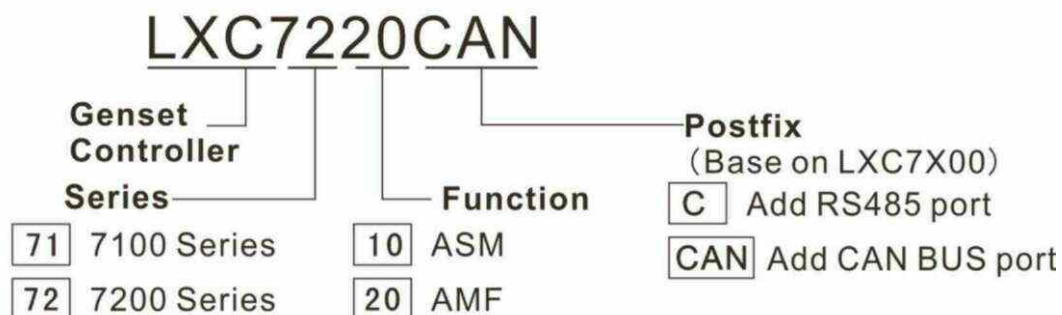 LXC7220CAN
Genset
Controller
Postfix
（Base on LXC7X00）
Series
Function
C Add RS485 port
71 7100 Series
10 ASM
CAN Add CAN BUS port
72 7200 Series
20 AMF